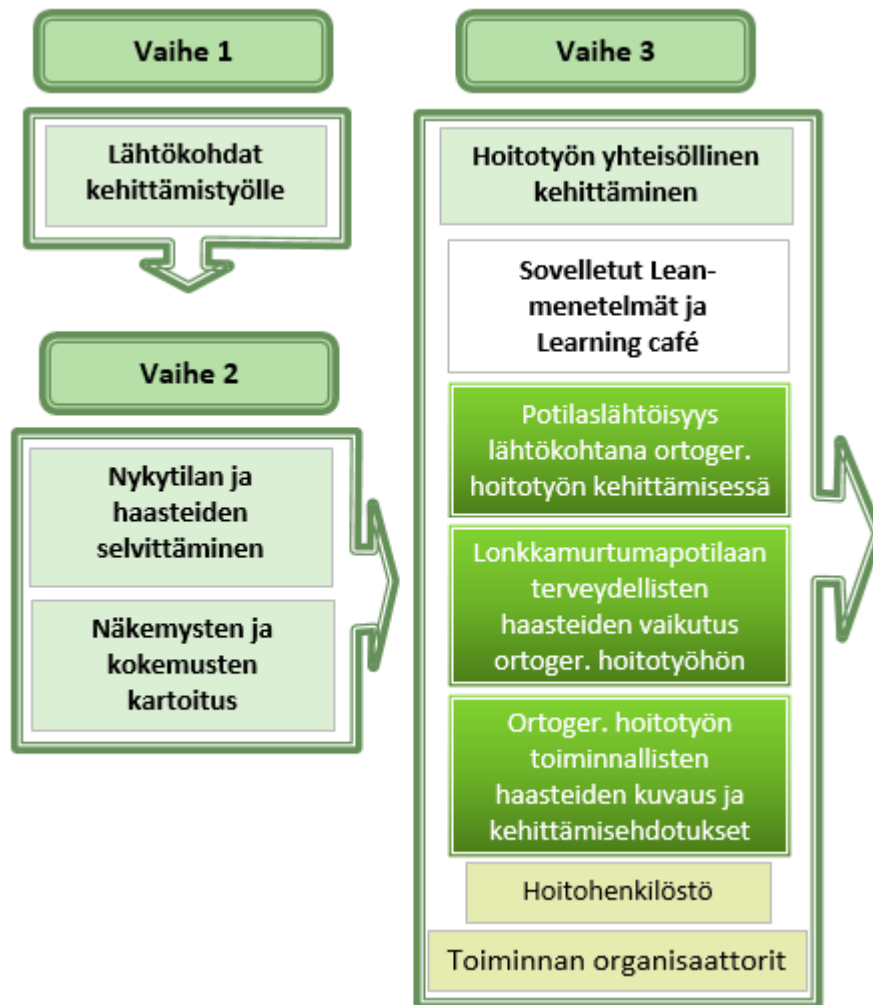 Vaihe 1
Lähtökohdat
kehittämistyölle
Vaihe 2
Nykytilan ja
haasteiden
selvittäminen
Näkemysten ja
kokemusten
kartoitus
Vaihe 3
Hoitotyön yhteisöllinen
kehittäminen
Sovelletut Lean-
menetelmät ja
Learning café
Potilaslähtöisyys
lähtökohtana ortoger.
hoitotyön kehittämisessä
Lonkkamurtumapotilaan
terveydellisten
haasteiden vaikutus
ortoger. hoitotyöhön
Ortoger. hoitotyön
toiminnallisten
haasteiden kuvaus ja
kehittämisehdotukset
Hoitohenkilöstö
Toiminnan organisaattorit